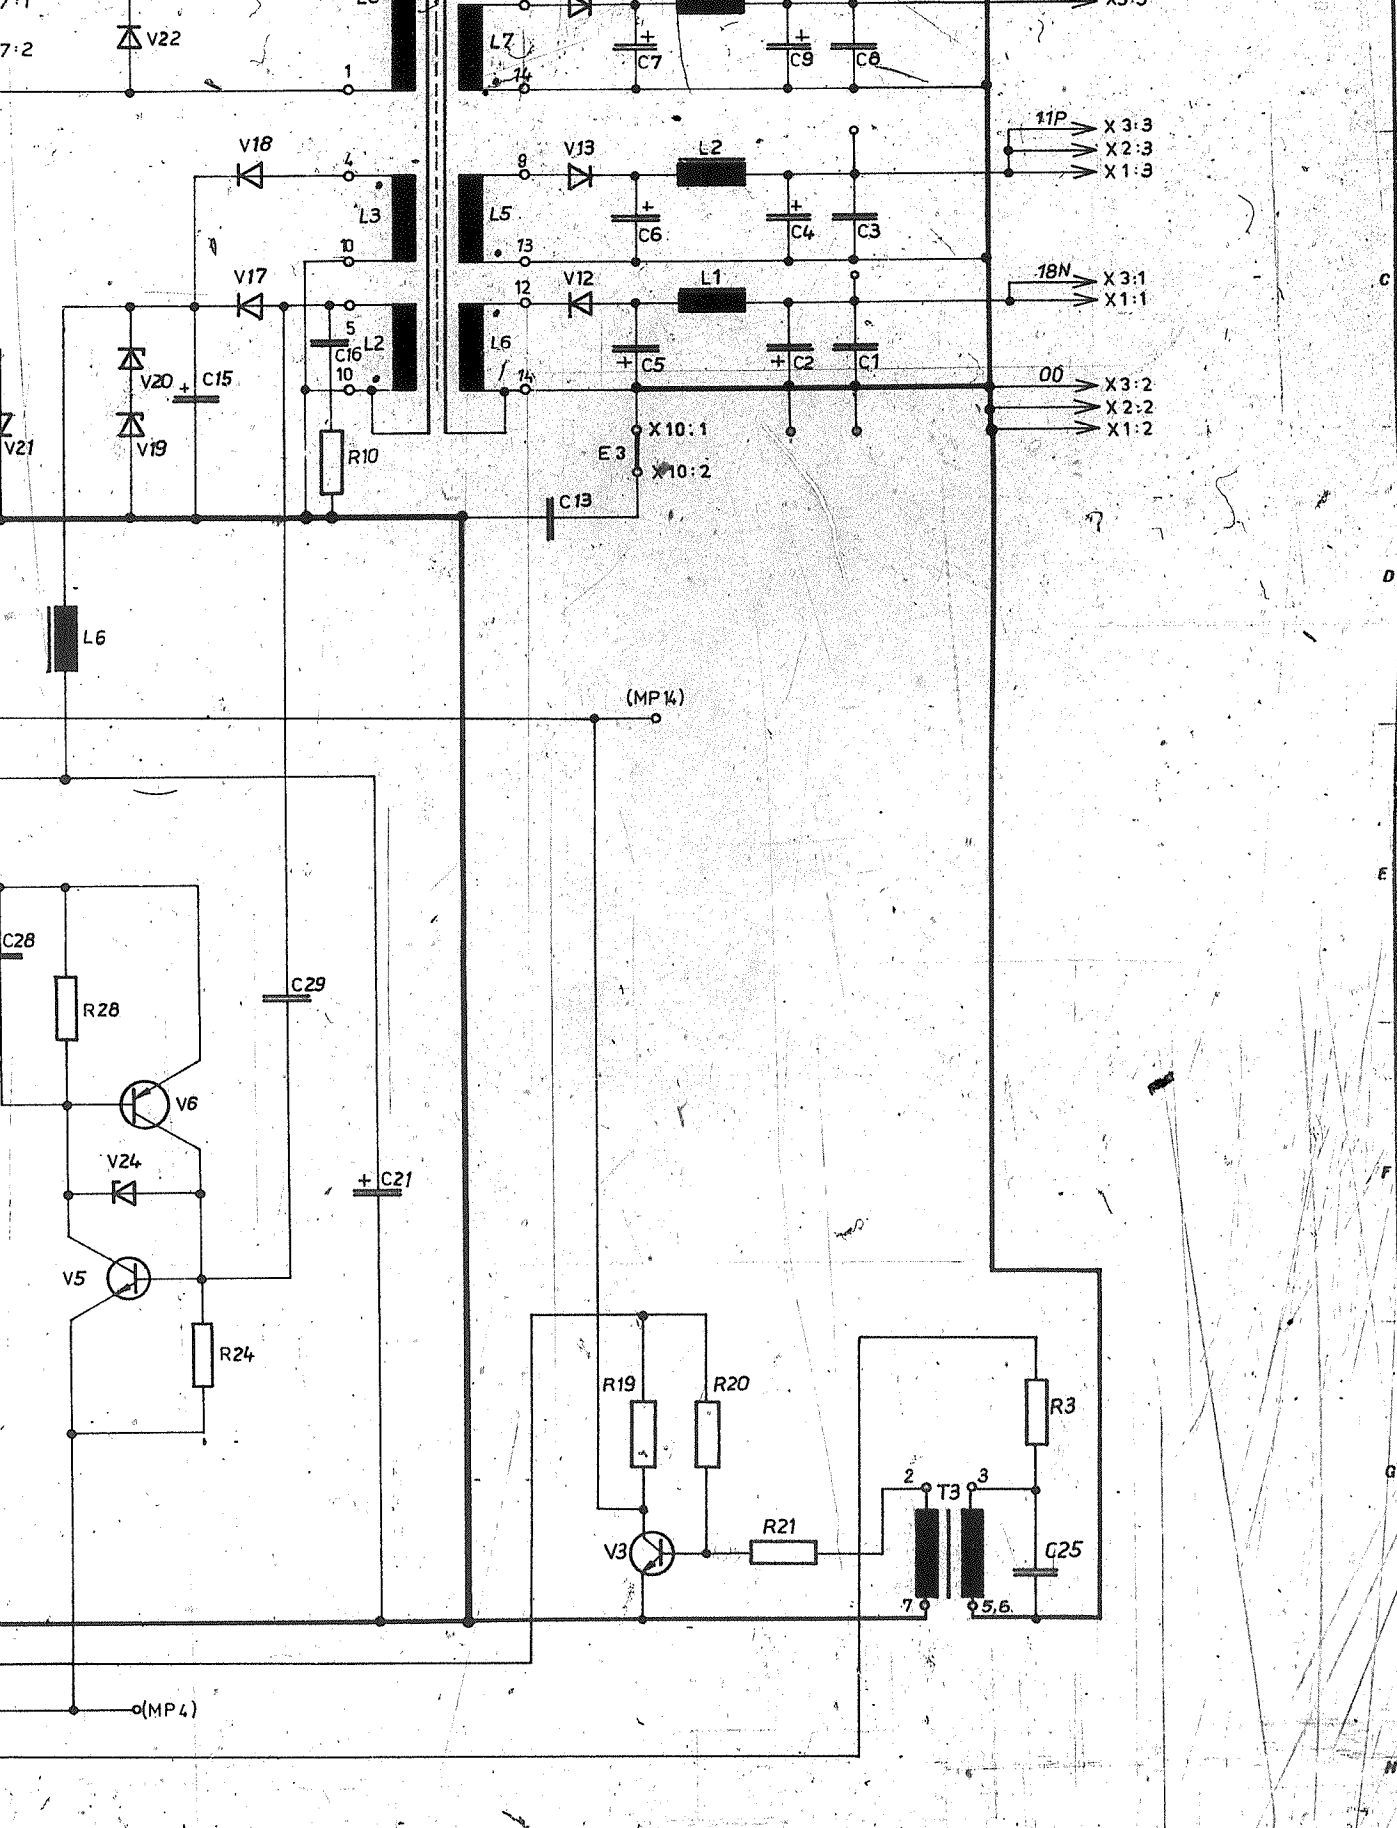 7:2
V22
1
L7
14
C7
+
C9
+
C8
11P
X3:3
X2:3
X1:3
V18
4
L3
10
9
V13
L2
L5
13
C6
+
C4
+
C3
V17
5
C16
L2
10
12
V12
L1
L6
14
C5
+
C2
+
C1
18N
X3:1
X1:1
C
V20
V19
V21
C15
+
R10
00
X3:2
X2:2
X1:2
X10:1
E3
X10:2
C13
D
L6
(MP14)
E
C28
R28
C29
V6
V24
+ C21
F
V5
R24
R19
R20
R3
G
2
T3
3
R21
V3
C25
7
5,6
(MP4)
H